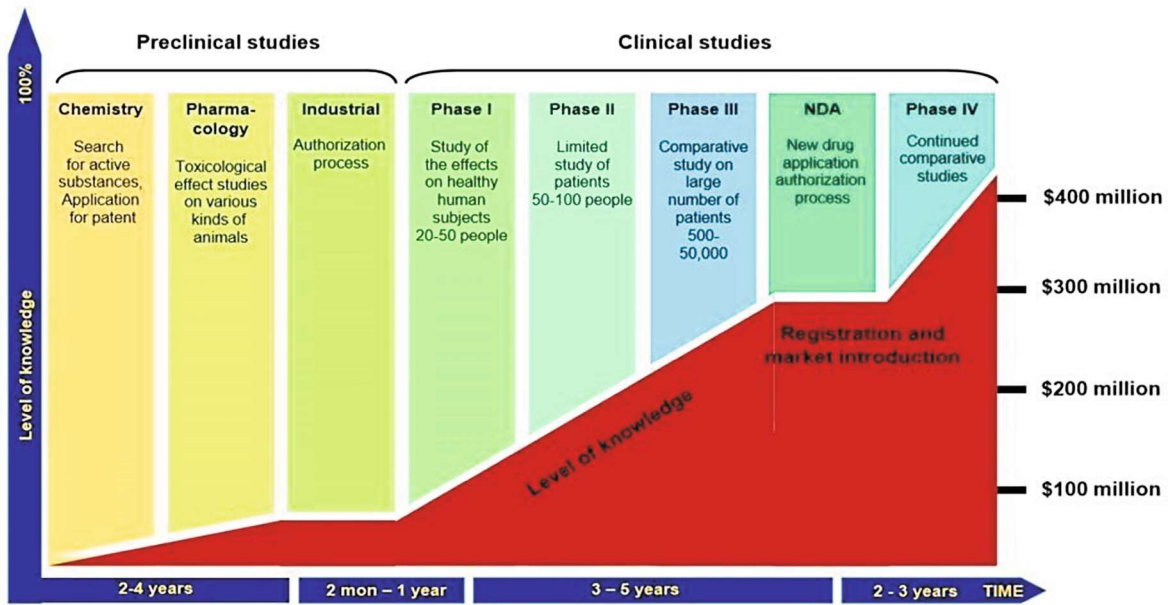 Preclinical studies
Clinical studies
100%
Level of knowledge
Chemistry
Search
for active
substances,
Application
for patent
Pharma-
cology
Toxicological
effect studies
on various
kinds of
animals
Industrial
Authorization
process
Phase I
Study of
the effects
on healthy
human
subjects
20-50 people
Phase II
Limited
study of
patients
50-100 people
Phase III
Comparative
study on
large
number of
patients
500-
50,000
NDA
New drug
application
authorization
process
Phase IV
Continued
comparative
studies
$400 million
$300 million
$200 million
$100 million
Registration and
market introduction
Level of knowledge
2-4 years
2 mon – 1 year
3 – 5 years
2 - 3 years
TIME